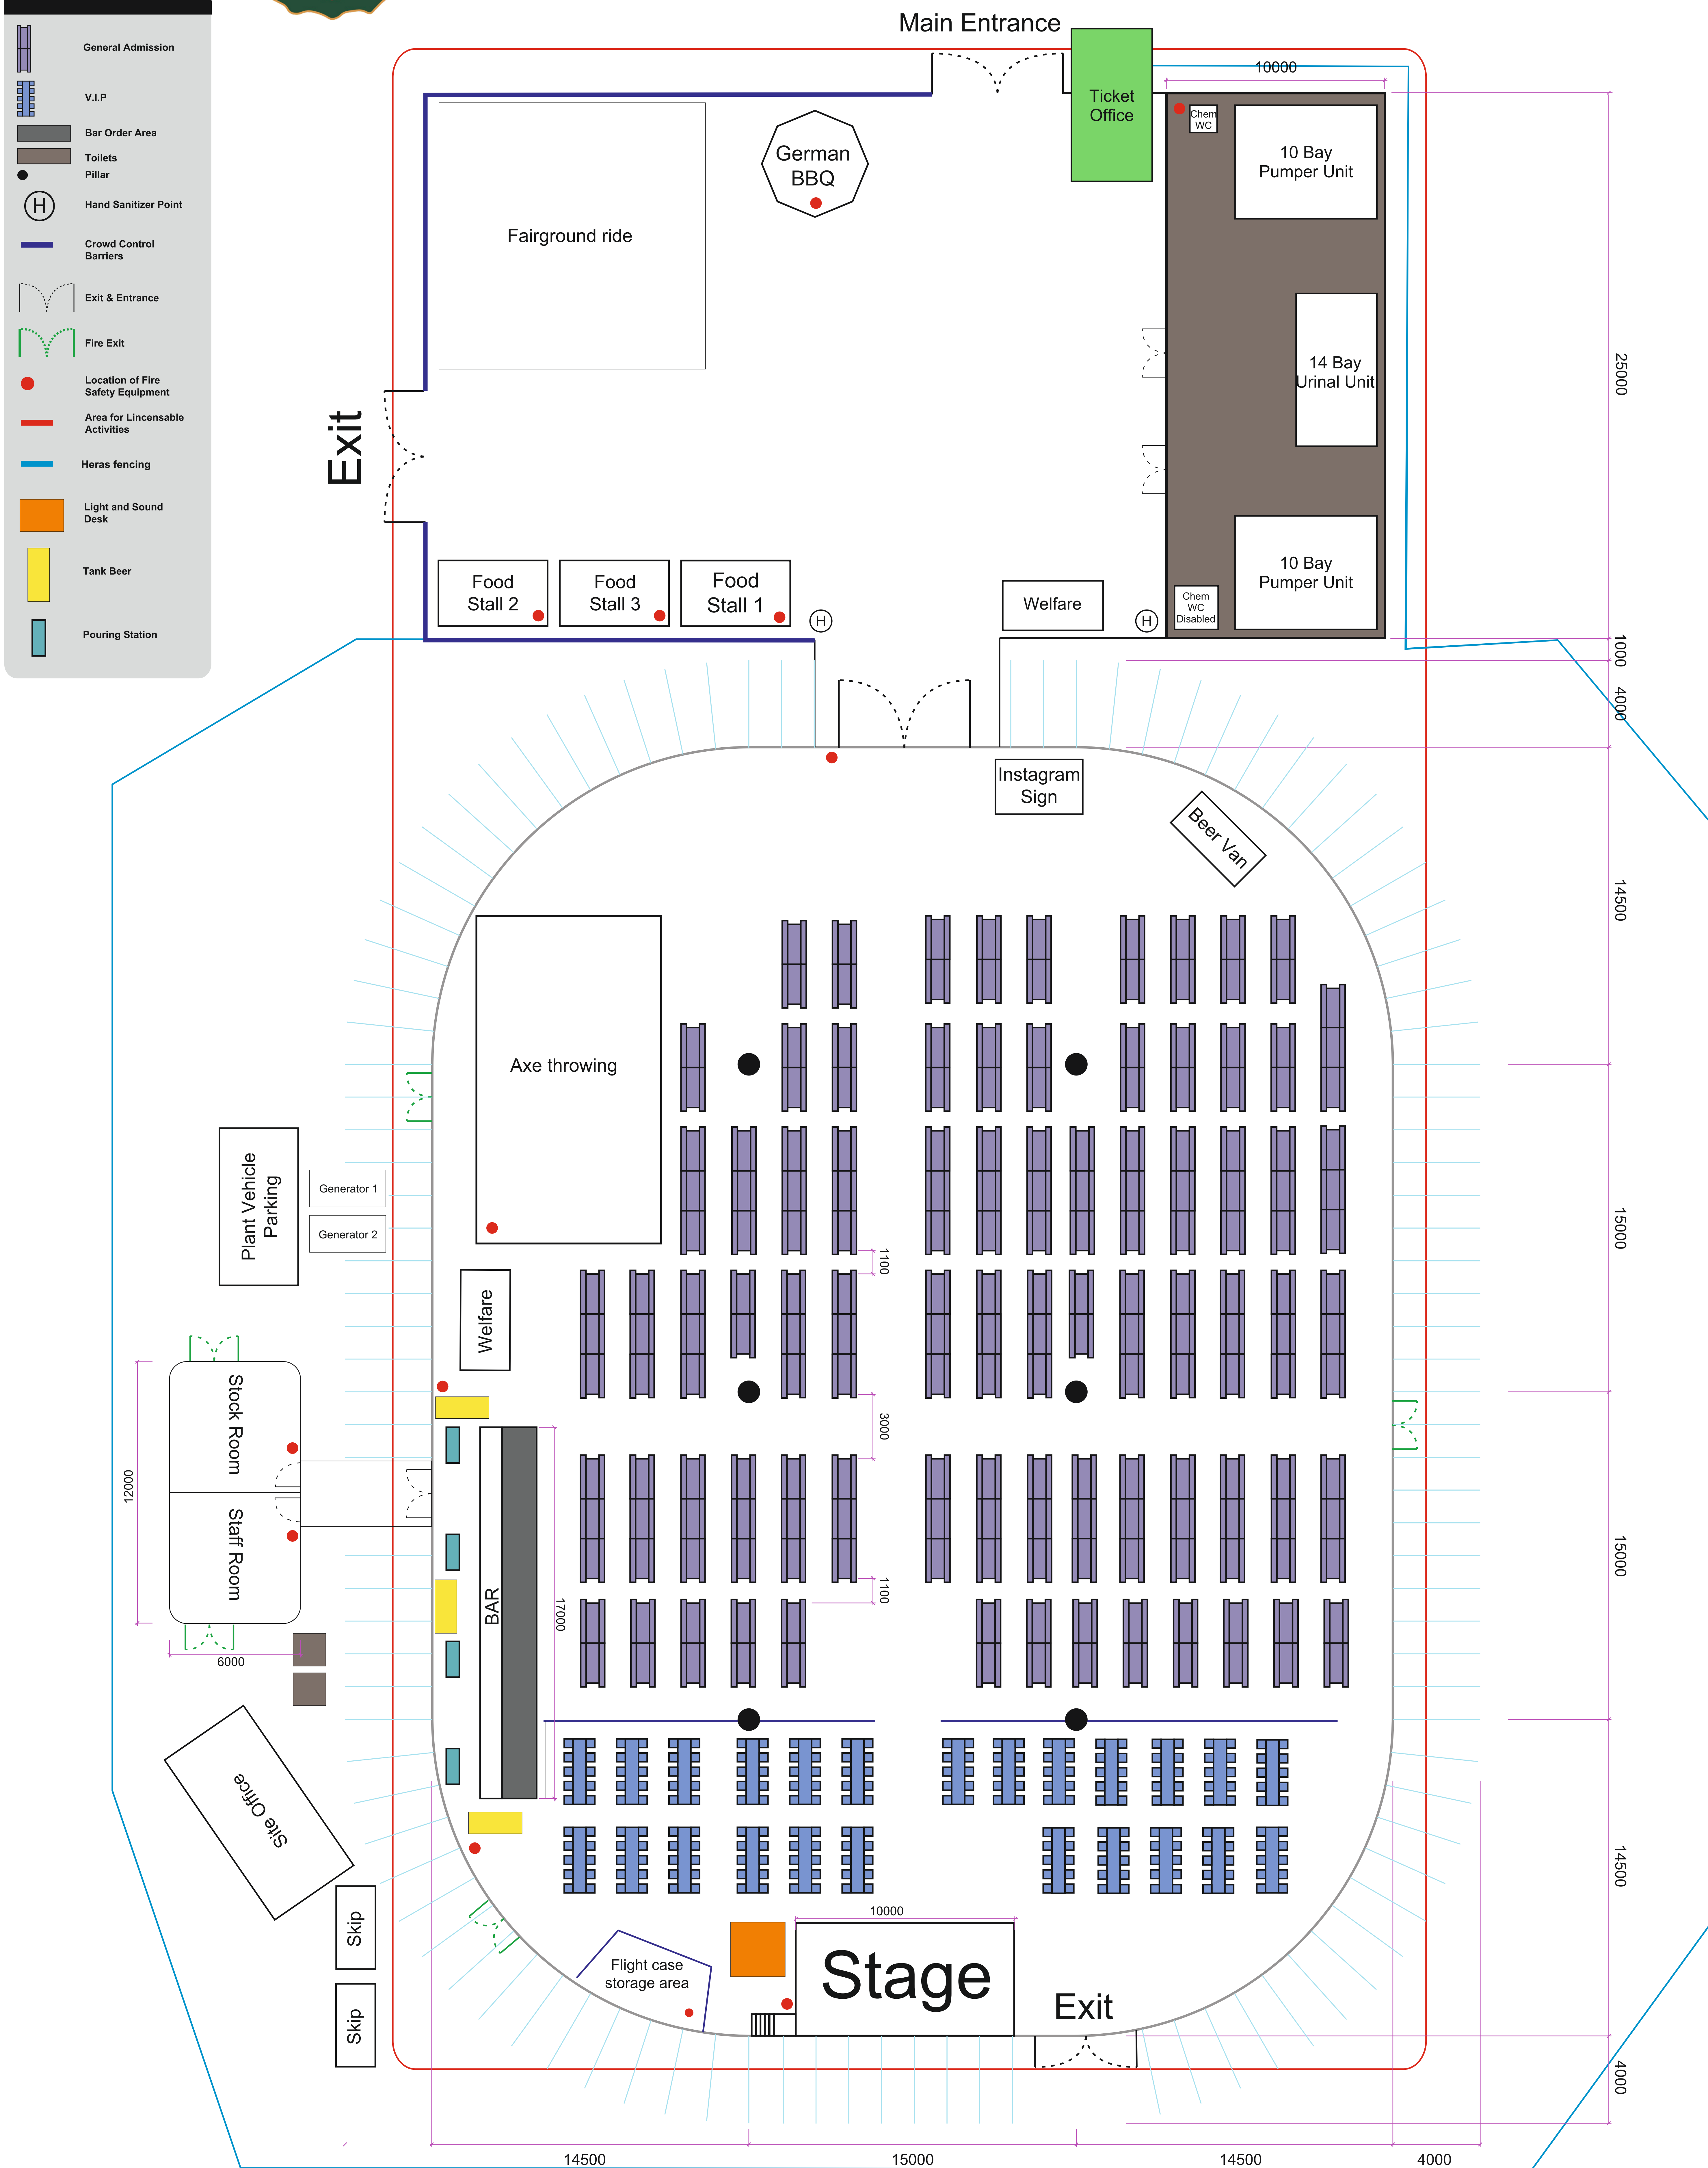 General Admission
V.I.P
Bar Order Area
Toilets
Pillar
H
Hand Sanitizer Point
Crowd Control
Barriers
Exit & Entrance
Fire Exit
Location of Fire
Safety Equipment
Area for Lincensable
Activities
Heras fencing
Light and Sound
Desk
Tank Beer
Pouring Station
Main Entrance
Ticket
Office
10000
Chem
WC
10 Bay
Pumper Unit
German
BBQ
Fairground ride
14 Bay
Urinal Unit
25000
Exit
10 Bay
Pumper Unit
Food
Stall 2
Food
Stall 3
Food
Stall 1
H
Welfare
H
Chem
WC
Disabled
1000
4000
Instagram
Sign
Beer Van
14500
Axe throwing
Plant Vehicle
Parking
Generator 1
Generator 2
15000
1100
Welfare
Stock Room
3000
12000
Staff Room
BAR
17000
1100
15000
6000
Site Office
14500
Skip
Flight case
storage area
10000
Stage
Exit
Skip
4000
14500
15000
14500
4000